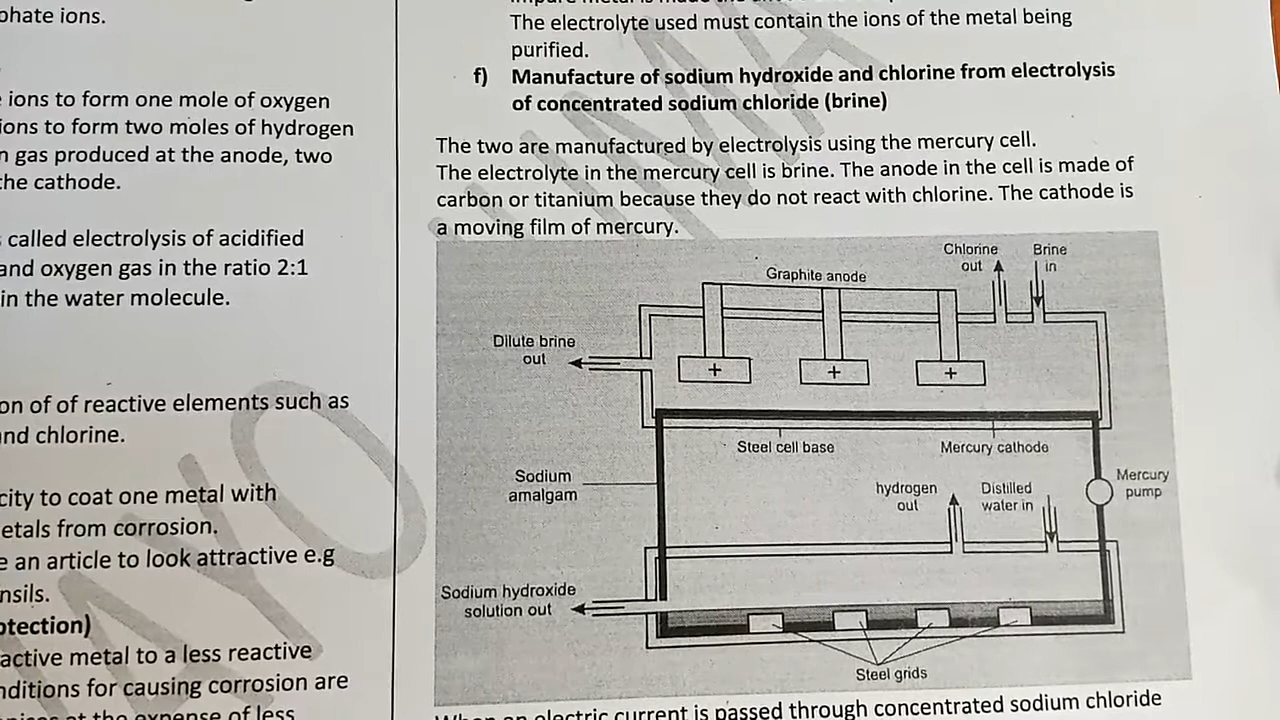 phate ions.
ions to form one mole of oxygen
ions to form two moles of hydrogen
gas produced at the anode, two
the cathode.
called electrolysis of acidified
and oxygen gas in the ratio 2:1
in the water molecule.
on of of reactive elements such as
and chlorine.
city to coat one metal with
etals from corrosion.
an article to look attractive e.g
nsils.
otection)
active metal to a less reactive
nditions for causing corrosion are
at the expense of less
The electrolyte used must contain the ions of the metal being
purified.
f) Manufacture of sodium hydroxide and chlorine from electrolysis
of concentrated sodium chloride (brine)
The two are manufactured by electrolysis using the mercury cell.
The electrolyte in the mercury cell is brine. The anode in the cell is made of
carbon or titanium because they do not react with chlorine. The cathode is
a moving film of mercury.
Chlorine
out
Brine
in
Graphite anode
Dilute brine
out
+ + +
Steel cell base
Mercury cathode
Sodium
amalgam
hydrogen
out
Distilled
water in
Mercury
pump
Sodium hydroxide
solution out
Steel grids
When an electric current is passed through concentrated sodium chloride